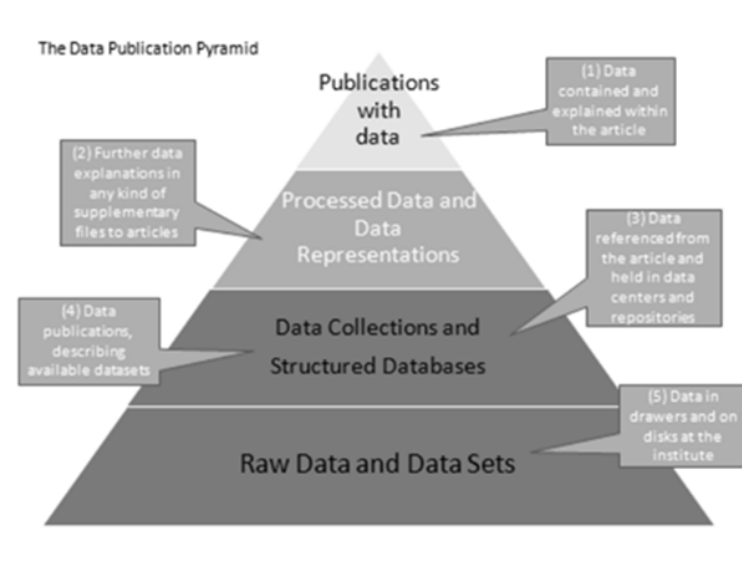 The Data Publication Pyramid
Publications
with
data
(1) Data
contained and
explained within
the article
(2) Further data
explanations in
any kind of
supplementary
files to articles
Processed Data and
Data
Representations
(3) Data
referenced from
the article and
held in data
centers and
repositories
(4) Data
publications,
describing
available datasets
Data Collections and
Structured Databases
(5) Data in
drawers and on
disks at the
institute
Raw Data and Data Sets